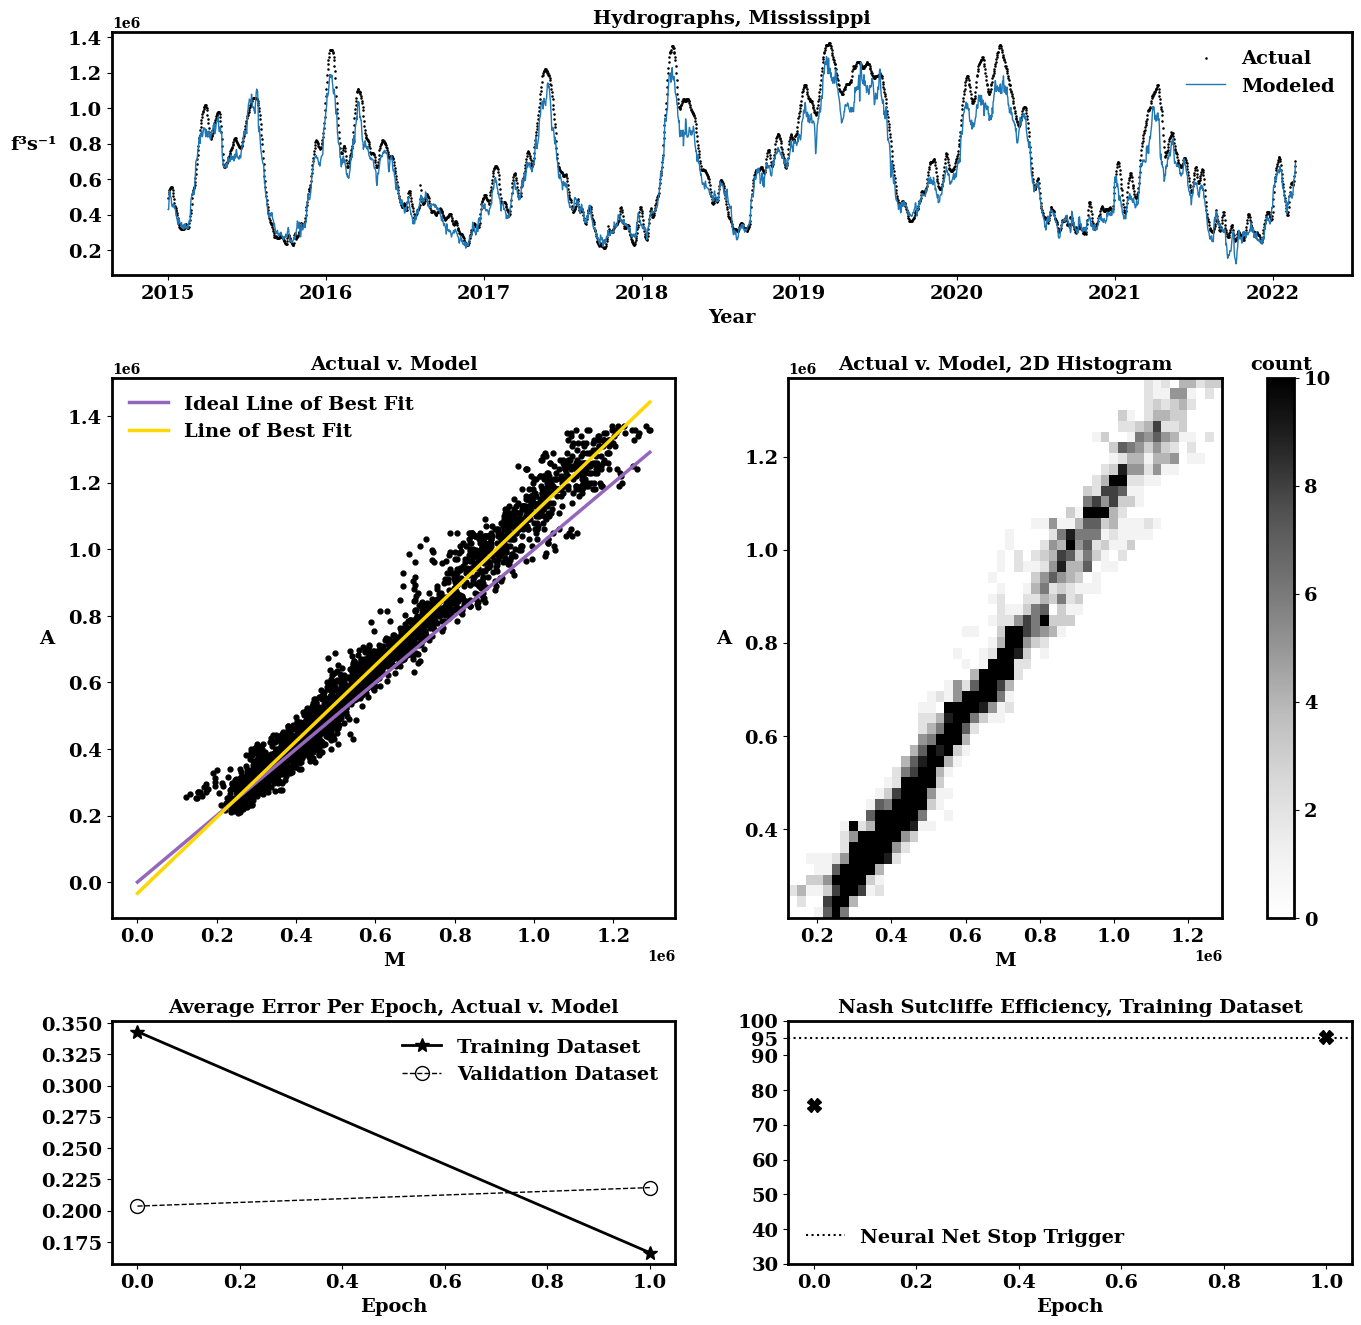 Hydrographs, Mississippi
1e6
1.4
1.2
1.0
0.8
0.6
0.4
0.2
f³s⁻¹
Actual
Modeled
2015 2016 2017 2018 2019 2020 2021 2022
Year
Actual v. Model
1e6
Ideal Line of Best Fit
Line of Best Fit
1.4
1.2
1.0
0.8
0.6
0.4
0.2
0.0
A
0.0 0.2 0.4 0.6 0.8 1.0 1.2
M
1e6
Actual v. Model, 2D Histogram
1e6
1.2
1.0
0.8
0.6
0.4
A
0.2 0.4 0.6 0.8 1.0 1.2
M
1e6
count
10
8
6
4
2
0
Average Error Per Epoch, Actual v. Model
0.350
0.325
0.300
0.275
0.250
0.225
0.200
0.175
Training Dataset
Validation Dataset
0.0 0.2 0.4 0.6 0.8 1.0
Epoch
Nash Sutcliffe Efficiency, Training Dataset
100
95
90
80
70
60
50
40
30
Neural Net Stop Trigger
0.0 0.2 0.4 0.6 0.8 1.0
Epoch